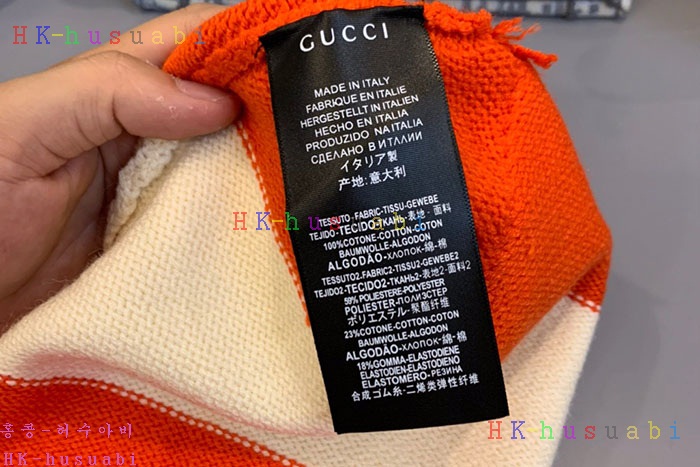 HK-husuabi
GUCCI
MADE IN ITALY
FABRIQUE EN ITALIE
HERGESTELLT IN ITALIEN
HECHO EN ITALIA
PRODUZIDO NA ITALIA
СДЕЛАНО В ИТАЛИИ
イタリア製
产地:意大利
HK-husuabi
TESSUTO-FABRIC-TISSU-GEWEBE
TEJIDO-TECIDO-ТКАНЬ-表地-面料
100%COTONE-COTTON-COTON
BAUMWOLLE-ALGODON
ALGODÃO-ХЛОПОК-綿-棉
TESSUTO2-FABRIC2-TISSU2-GEWEBE2
TEJIDO2-TECIDO2-ТКАНЬ2-表地2-面料2
59%POLIESTERE-POLYESTER
POLIESTER-ПОЛИЭСТЕР
ポリエステル-聚酯纤维
23%COTONE-COTTON-COTON
BAUMWOLLE-ALGODON
ALGODÃO-ХЛОПОК-綿-棉
18%GOMMA-ELASTODIENE
ELASTODIEN-ELASTODIENO
ELASTOMERO-РЕЗИНА
合成ゴム糸-二烯类弹性纤维
홍콩-허수아비
HK-husuabi
HK husuabi